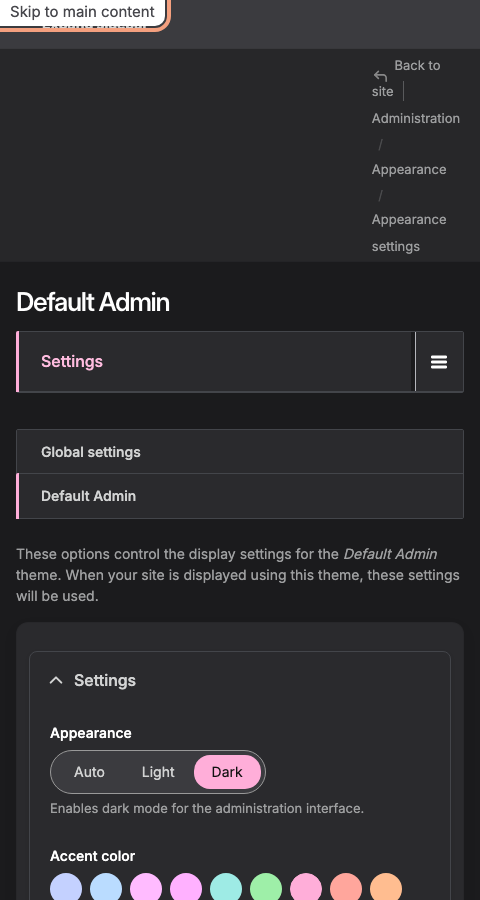 Skip to main content
Back to
site
Administration
/
Appearance
/
Appearance
settings
Default Admin
Settings
Global settings
Default Admin
These options control the display settings for the Default Admin
theme. When your site is displayed using this theme, these settings
will be used.
Settings
Appearance
Auto Light Dark
Enables dark mode for the administration interface.
Accent color